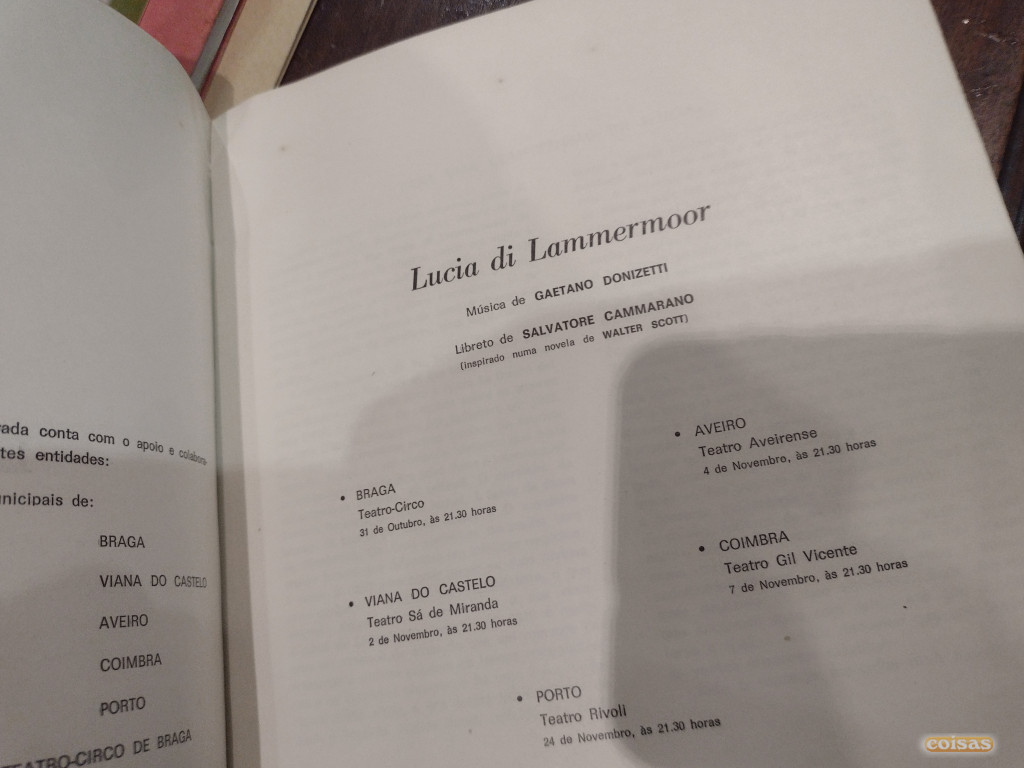 rada conta com o apoio e colabora
tes entidades:
unicipais de:
BRAGA
VIANA DO CASTELO
AVEIRO
COIMBRA
PORTO
TEATRO-CIRCO DE BRAGA
Lucia di Lammermoor
Música de GAETANO DONIZETTI
Libreto de SALVATORE CAMMARANO
(inspirado numa novela de WALTER SCOTT)
• BRAGA
Teatro-Circo
31 de Outubro, às 21.30 horas
• VIANA DO CASTELO
Teatro Sá de Miranda
2 de Novembro, às 21.30 horas
• AVEIRO
Teatro Aveirense
4 de Novembro, às 21.30 horas
• COIMBRA
Teatro Gil Vicente
7 de Novembro, às 21.30 horas
• PORTO
Teatro Rivoli
24 de Novembro, às 21.30 horas
coisas